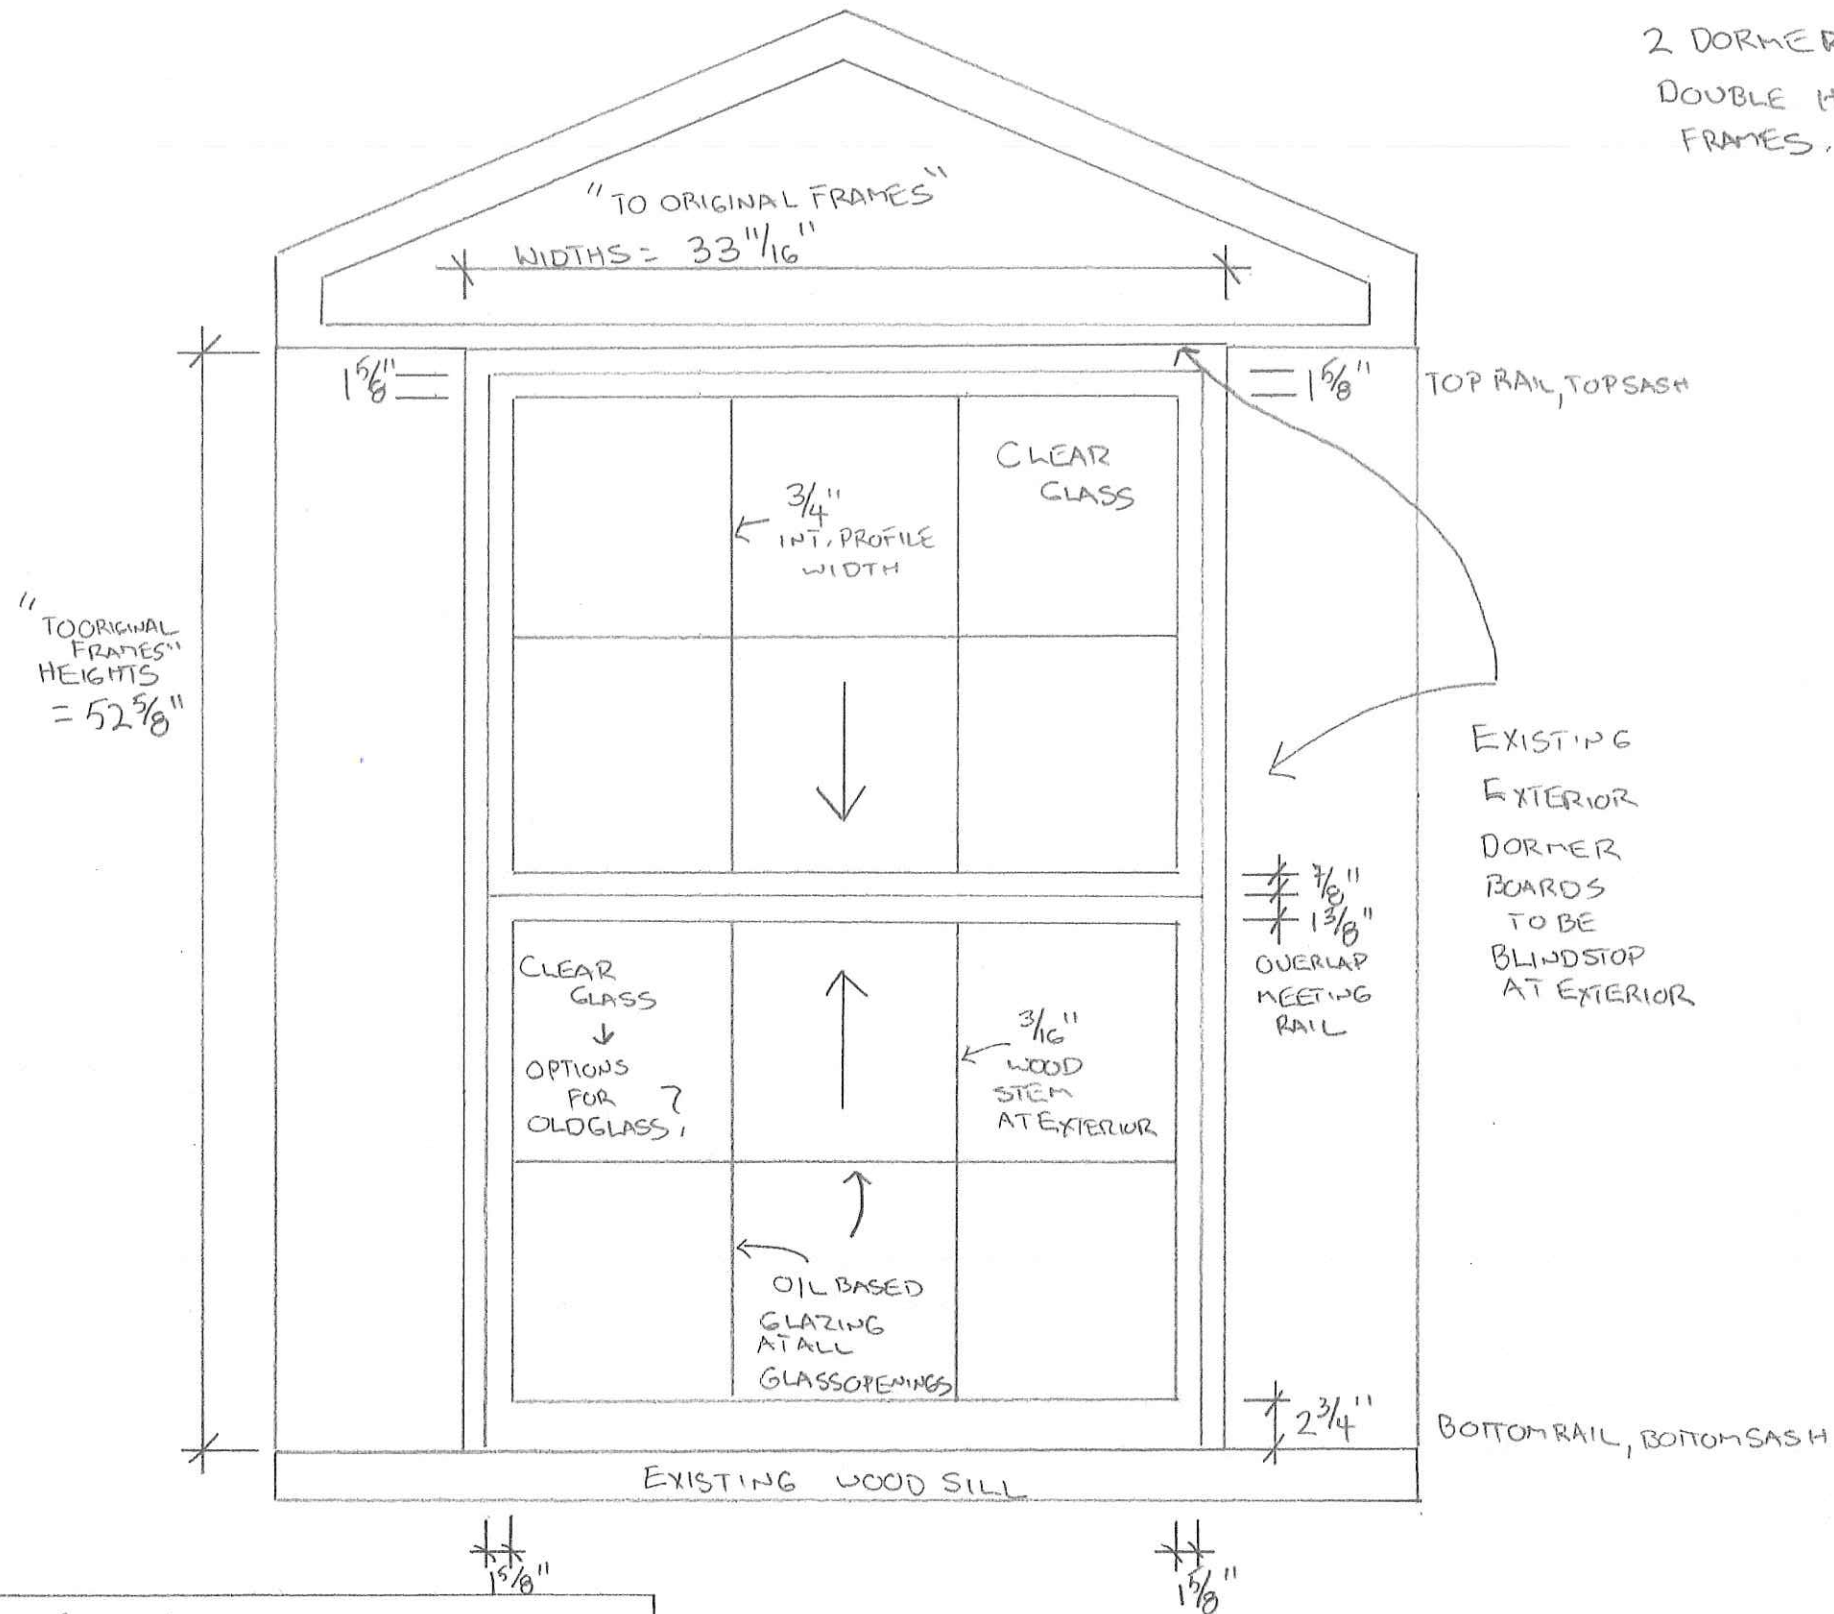 2 DORMER
DOUBLE H
FRAMES.
"TO ORIGINAL FRAMES"
WIDTHS = 33 11/16"
1 5/8"
1 5/8"
TOP RAIL, TOP SASH
CLEAR
GLASS
3/4"
INT. PROFILE
WIDTH
"TO ORIGINAL
FRAMES"
HEIGHTS
= 52 5/8"
EXISTING
EXTERIOR
DORMER
BOARDS
TO BE
BLINDSTOP
AT EXTERIOR
7/8"
1 3/8"
OVERLAP
MEETING
RAIL
CLEAR
GLASS
OPTIONS
FOR
OLD GLASS?
3/16"
WOOD
STEM
AT EXTERIOR
OIL BASED
GLAZING
AT ALL
GLASS OPENINGS
2 3/4"
BOTTOM RAIL, BOTTOM SASH
EXISTING WOOD SILL
1 5/8"
1 5/8"